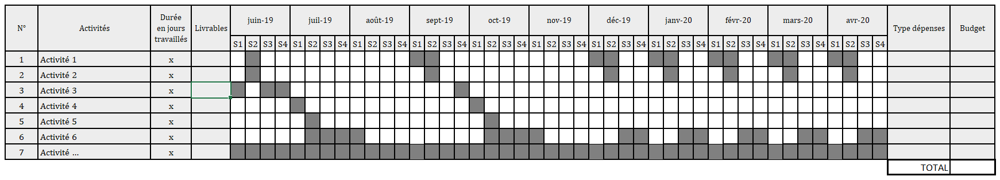 N° Activités Durée en jours travaillés Livrables juin-19 juil-19 août-19 sept-19 oct-19 nov-19 déc-19 janv-20 févr-20 mars-20 avr-20 Type dépenses Budget
S1 S2 S3 S4 S1 S2 S3 S4 S1 S2 S3 S4 S1 S2 S3 S4 S1 S2 S3 S4 S1 S2 S3 S4 S1 S2 S3 S4 S1 S2 S3 S4 S1 S2 S3 S4 S1 S2 S3 S4 S1 S2 S3 S4
1 Activité 1 x
2 Activité 2 x
3 Activité 3 x
4 Activité 4 x
5 Activité 5 x
6 Activité 6 x
7 Activité ... x
TOTAL